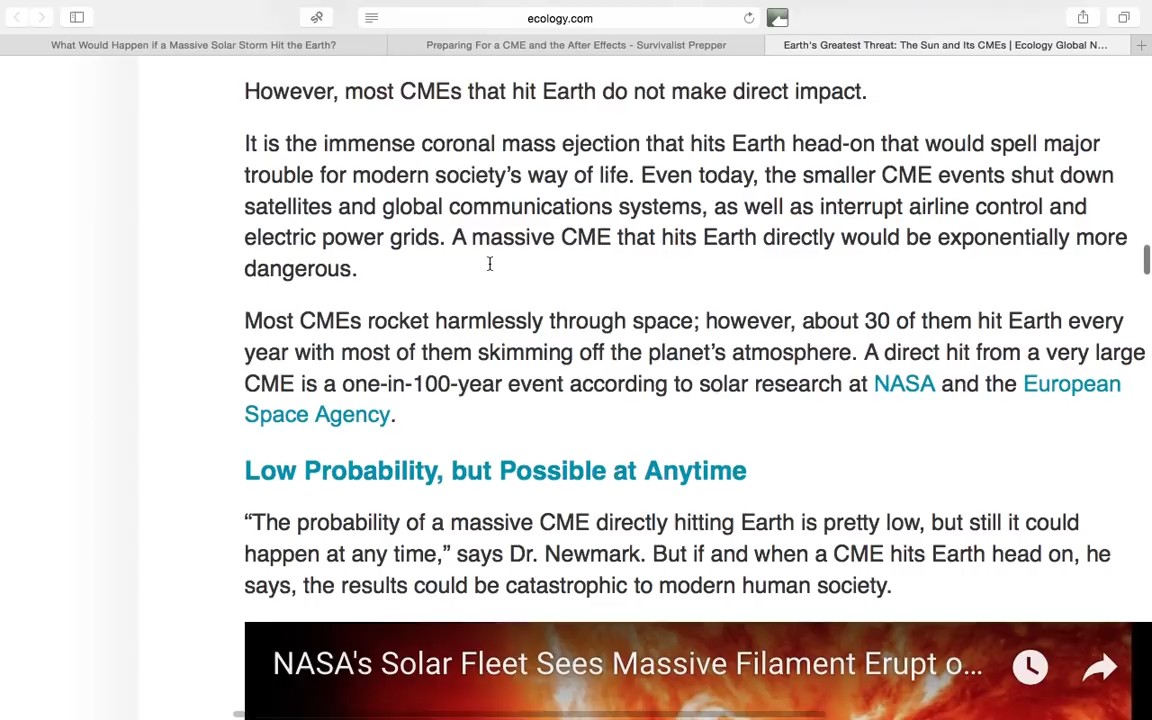 ecology.com
What Would Happen if a Massive Solar Storm Hit the Earth?
Preparing For a CME and the After Effects - Survivalist Prepper
Earth's Greatest Threat: The Sun and Its CMEs | Ecology Global N...
However, most CMEs that hit Earth do not make direct impact.
It is the immense coronal mass ejection that hits Earth head-on that would spell major
trouble for modern society’s way of life. Even today, the smaller CME events shut down
satellites and global communications systems, as well as interrupt airline control and
electric power grids. A massive CME that hits Earth directly would be exponentially more
dangerous.
Most CMEs rocket harmlessly through space; however, about 30 of them hit Earth every
year with most of them skimming off the planet’s atmosphere. A direct hit from a very large
CME is a one-in-100-year event according to solar research at NASA and the European
Space Agency.
Low Probability, but Possible at Anytime
“The probability of a massive CME directly hitting Earth is pretty low, but still it could
happen at any time,” says Dr. Newmark. But if and when a CME hits Earth head on, he
says, the results could be catastrophic to modern human society.
NASA's Solar Fleet Sees Massive Filament Erupt o...